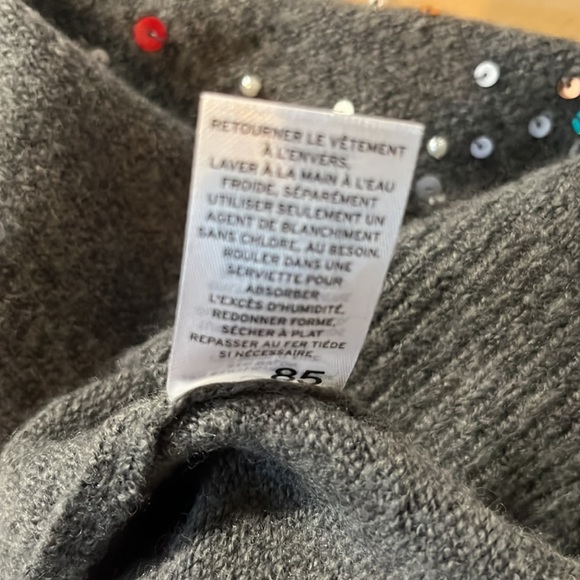 RETOURNER LE VÊTEMENT
À L'ENVERS.
LAVER À LA MAIN À L'EAU
FROIDE, SÉPARÉMENT
UTILISER SEULEMENT UN
AGENT DE BLANCHIMENT
SANS CHLORE, AU BESOIN.
ROULER DANS UNE
SERVIETTE POUR
ABSORBER
L'EXCÈS D'HUMIDITÉ,
REDONNER FORME,
SÉCHER À PLAT
REPASSER AU FER TIÈDE
SI NÉCESSAIRE
85